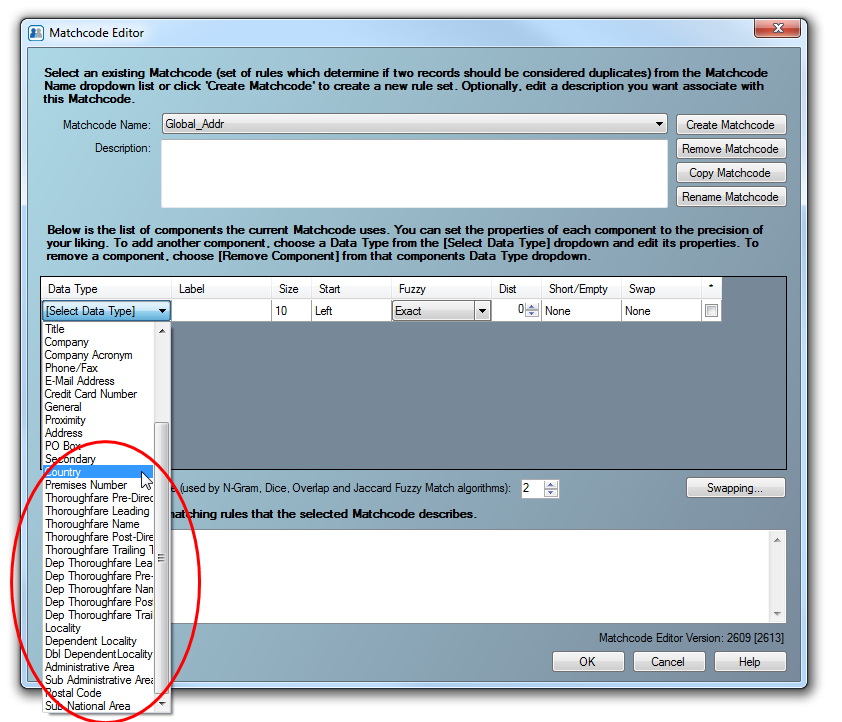 Matchcode Editor
Select an existing Matchcode (set of rules which determine if two records should be considered duplicates) from the Matchcode
Name dropdown list or click 'Create Matchcode' to create a new rule set. Optionally, edit a description you want associate with
this Matchcode.
Matchcode Name: Global_Addr Create Matchcode
Description: Remove Matchcode
Copy Matchcode
Rename Matchcode
Below is the list of components the current Matchcode uses. You can set the properties of each component to the precision of
your liking. To add another component, choose a Data Type from the [Select Data Type] dropdown and edit its properties. To
remove a component, choose [Remove Component] from that components Data Type dropdown.
Data Type Label Size Start Fuzzy Dist Short/Empty Swap *
[Select Data Type] 10 Left Exact 0 None None
Title
Company
Company Acronym
Phone/Fax
E-Mail Address
Credit Card Number
General
Proximity
Address
PO Box
Secondary
Country
Premises Number
Thoroughfare Pre-Direc
Thoroughfare Leading
Thoroughfare Name
Thoroughfare Post-Dire
Thoroughfare Trailing T
Dep Thoroughfare Lea
Dep Thoroughfare Pre-
Dep Thoroughfare Nam
Dep Thoroughfare Post
Dep Thoroughfare Trai
Locality
Dependent Locality
Dbl DependentLocality
Administrative Area
Sub Administrative Area
Postal Code
Sub National Area
(used by N-Gram, Dice, Overlap and Jaccard Fuzzy Match algorithms): 2 Swapping...
matching rules that the selected Matchcode describes.
Matchcode Editor Version: 2609 [2613]
OK Cancel Help